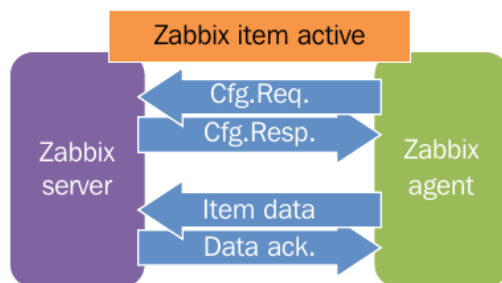 Zabbix item active
Zabbix
server
Cfg.Req.
Cfg.Resp.
Item data
Data ack.
Zabbix
agent